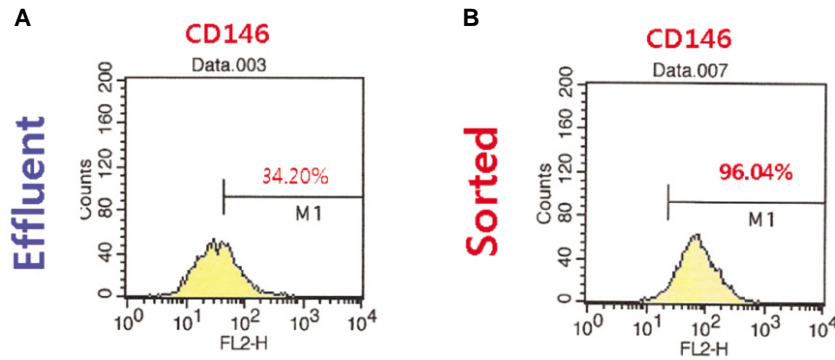 A
CD146
Data.003
Effluent
Counts
200
160
120
80
40
0
34.20%
M1
10⁰ 10¹ 10² 10³ 10⁴
FL2-H
B
CD146
Data.007
Sorted
Counts
200
160
120
80
40
0
96.04%
M1
10⁰ 10¹ 10² 10³ 10⁴
FL2-H